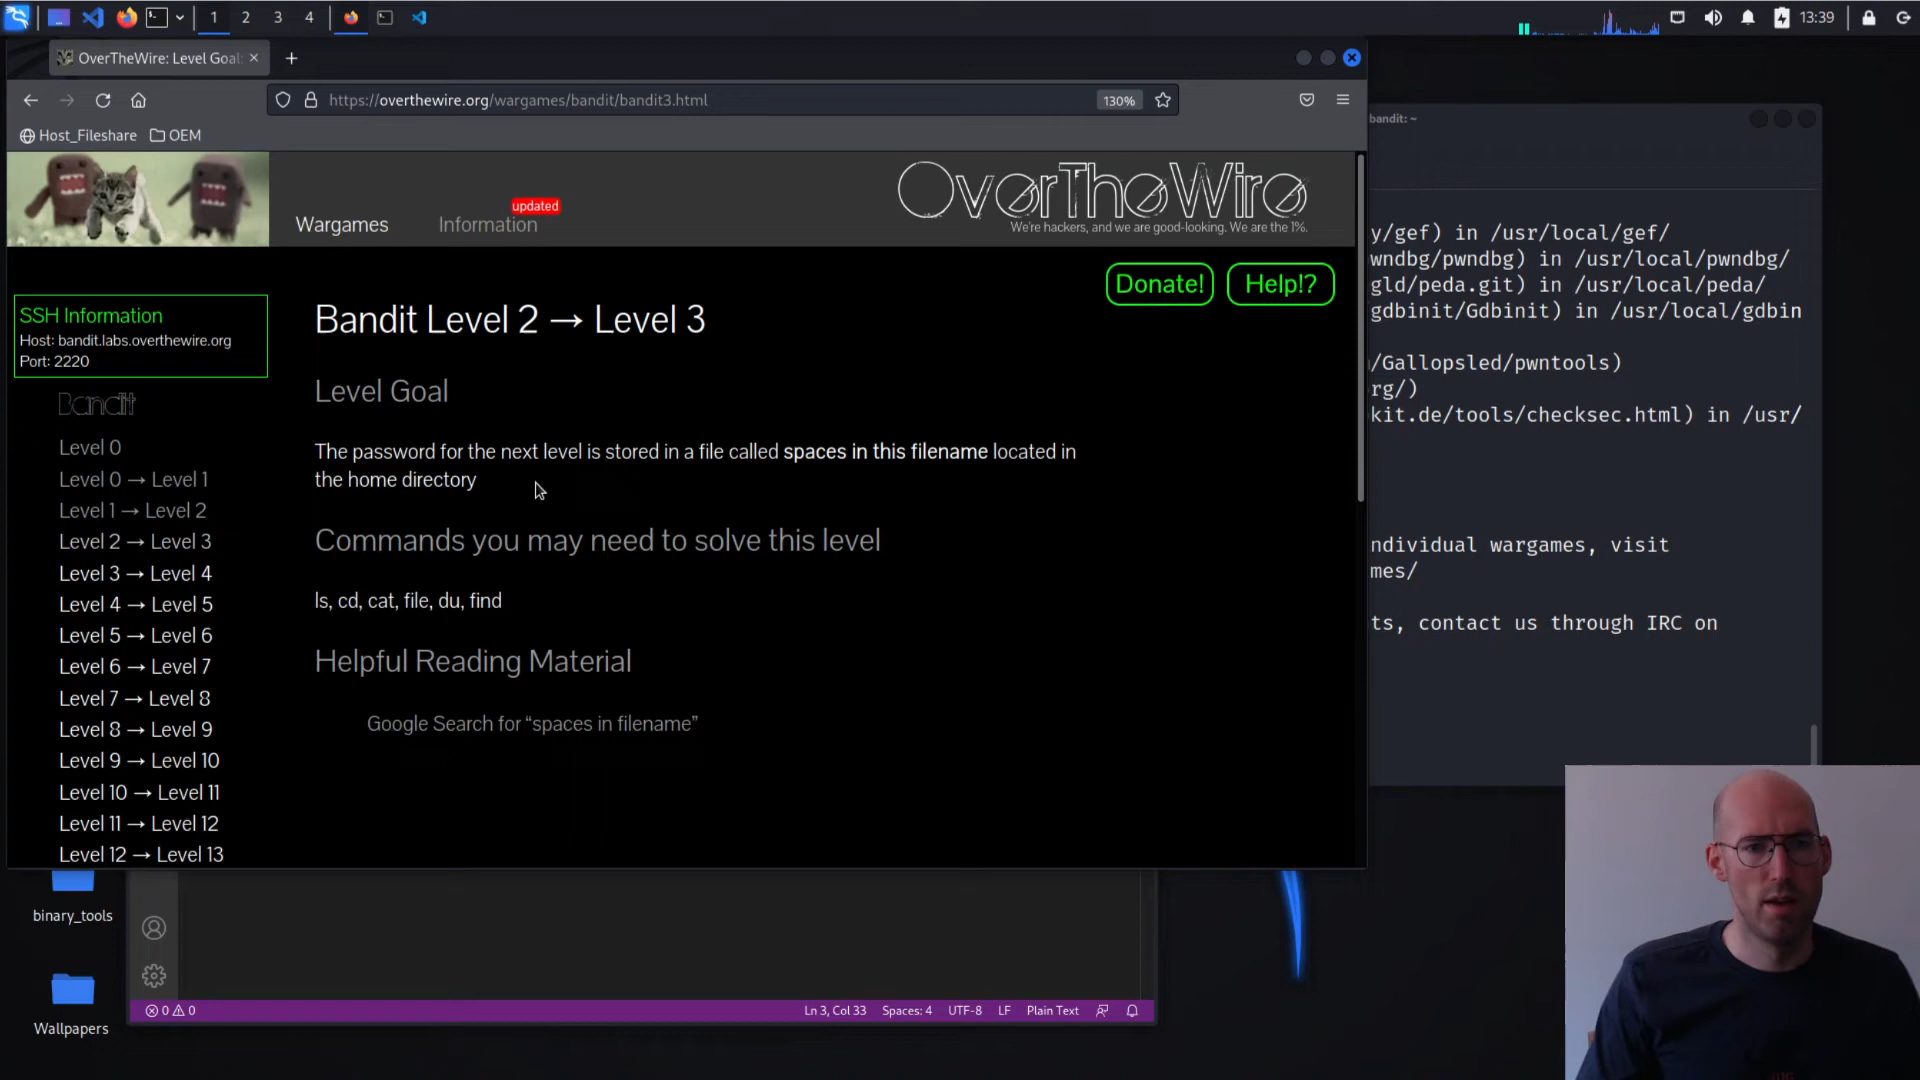 1 2 3 4
13:39
OverTheWire: Level Goal:
https://overthewire.org/wargames/bandit/bandit3.html
130%
Host_Fileshare
OEM
bandit: ~
Wargames
Information
updated
OverTheWire
We're hackers, and we are good-looking. We are the 1%.
Donate!
Help!?
SSH Information
Host: bandit.labs.overthewire.org
Port: 2220
Bandit
Level 0
Level 0 → Level 1
Level 1 → Level 2
Level 2 → Level 3
Level 3 → Level 4
Level 4 → Level 5
Level 5 → Level 6
Level 6 → Level 7
Level 7 → Level 8
Level 8 → Level 9
Level 9 → Level 10
Level 10 → Level 11
Level 11 → Level 12
Level 12 → Level 13
Bandit Level 2 → Level 3
Level Goal
The password for the next level is stored in a file called spaces in this filename located in
the home directory
Commands you may need to solve this level
ls, cd, cat, file, du, find
Helpful Reading Material
Google Search for “spaces in filename”
y/gef) in /usr/local/gef/
wndbg/pwndbg) in /usr/local/pwndbg/
gld/peda.git) in /usr/local/peda/
gdbinit/Gdbinit) in /usr/local/gdbin
/Gallopsled/pwntools)
rg/)
kit.de/tools/checksec.html) in /usr/
ndividual wargames, visit
mes/
ts, contact us through IRC on
binary_tools
Wallpapers
0 0
Ln 3, Col 33
Spaces: 4
UTF-8
LF
Plain Text